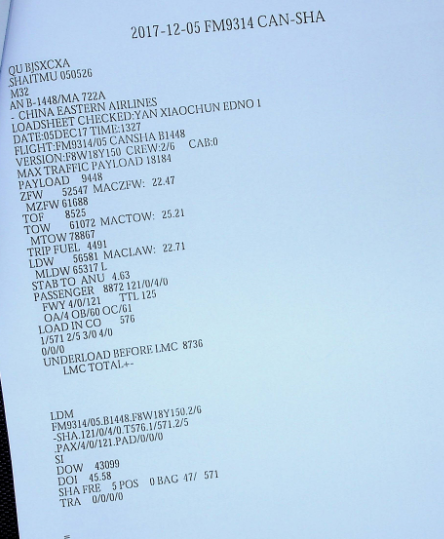 2017-12-05 FM9314 CAN-SHA
QU BJSXCXA
.SHAITMU 050526
M32
AN B-1448/MA 722A
- CHINA EASTERN AIRLINES
LOADSHEET CHECKED:YAN XIAOCHUN EDNO 1
DATE:05DEC17 TIME:1327
FLIGHT:FM9314/05 CANSHA B1448
VERSION:F8W18Y150 CREW:2/6 CAB:0
MAX TRAFFIC PAYLOAD 18184
PAYLOAD 9448
ZFW 52547 MACZFW: 22.47
MZFW 61688
TOF 8525
TOW 61072 MACTOW: 25.21
MTOW 78867
TRIP FUEL 4491
LDW 56581 MACLAW: 22.71
MLDW 65317 L
STAB TO ANU 4.63
PASSENGER 8872 121/0/4/0
FWY 4/0/121 TTL 125
OA/4 OB/60 OC/61
LOAD IN CO 576
1/571 2/5 3/0 4/0
0/0/0
UNDERLOAD BEFORE LMC 8736
LMC TOTAL+-
LDM
FM9314/05.B1448.F8W18Y150.2/6
-SHA.121/0/4/0.T576.1/571.2/5
.PAX/4/0/121.PAD/0/0/0
SI
DOW 43099
DOI 45.58
SHA FRE 5 POS 0 BAG 47/ 571
TRA 0/0/0/0
=